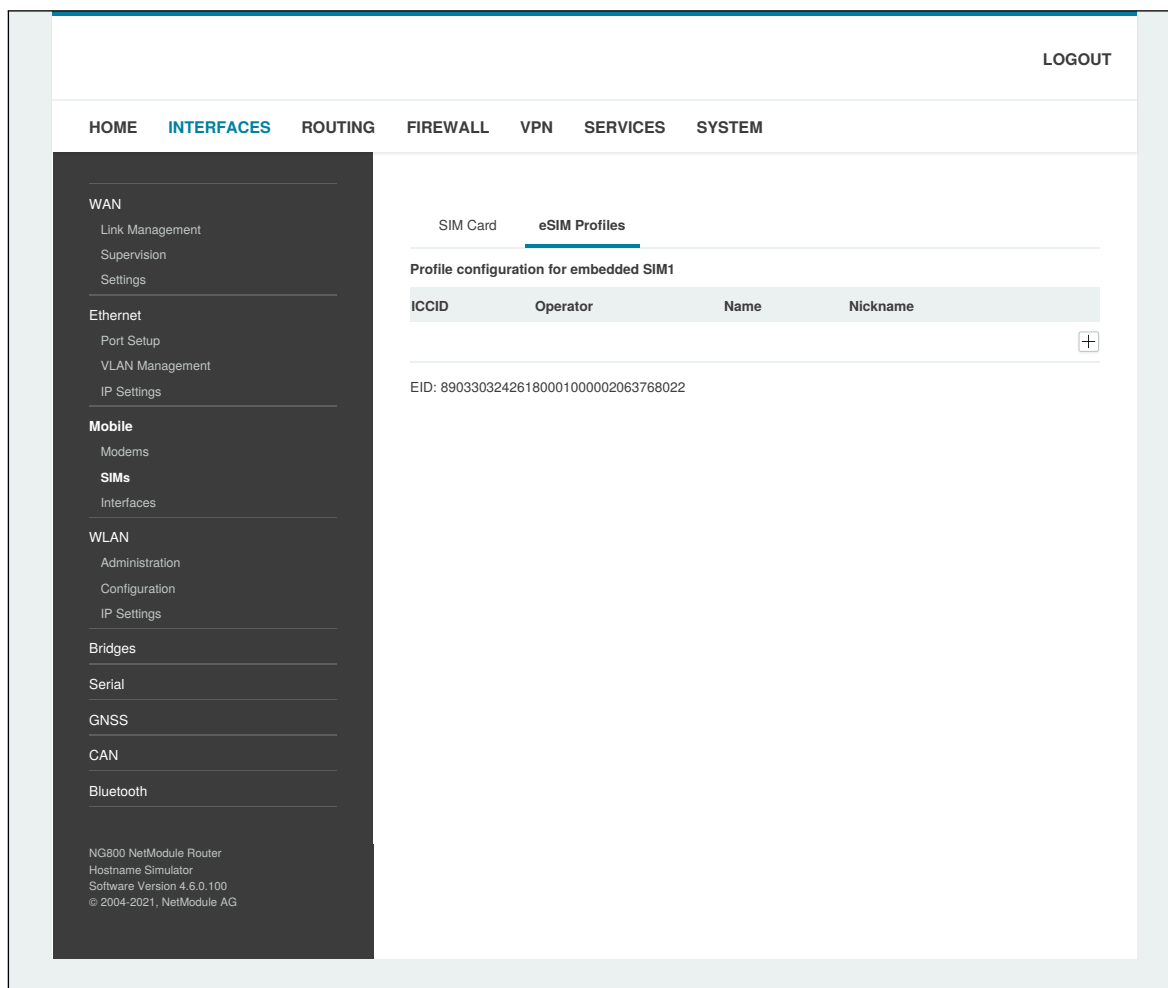 LOGOUT
HOME INTERFACES ROUTING FIREWALL VPN SERVICES SYSTEM
WAN
Link Management
Supervision
Settings
Ethernet
Port Setup
VLAN Management
IP Settings
Mobile
Modems
SIMs
Interfaces
WLAN
Administration
Configuration
IP Settings
Bridges
Serial
GNSS
CAN
Bluetooth
NG800 NetModule Router
Hostname Simulator
Software Version 4.6.0.100
© 2004-2021, NetModule AG
SIM Card eSIM Profiles
Profile configuration for embedded SIM1
ICCID Operator Name Nickname
EID: 89033032426180001000002063768022